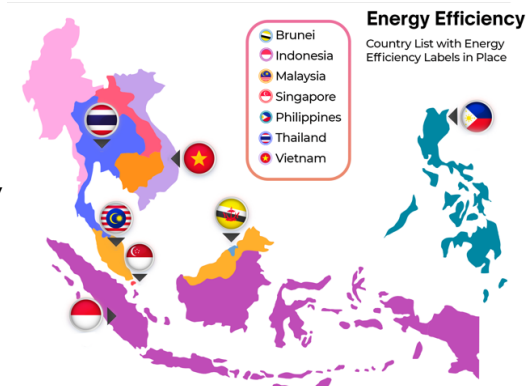 Energy Efficiency
Country List with Energy
Efficiency Labels in Place
Brunei
Indonesia
Malaysia
Singapore
Philippines
Thailand
Vietnam